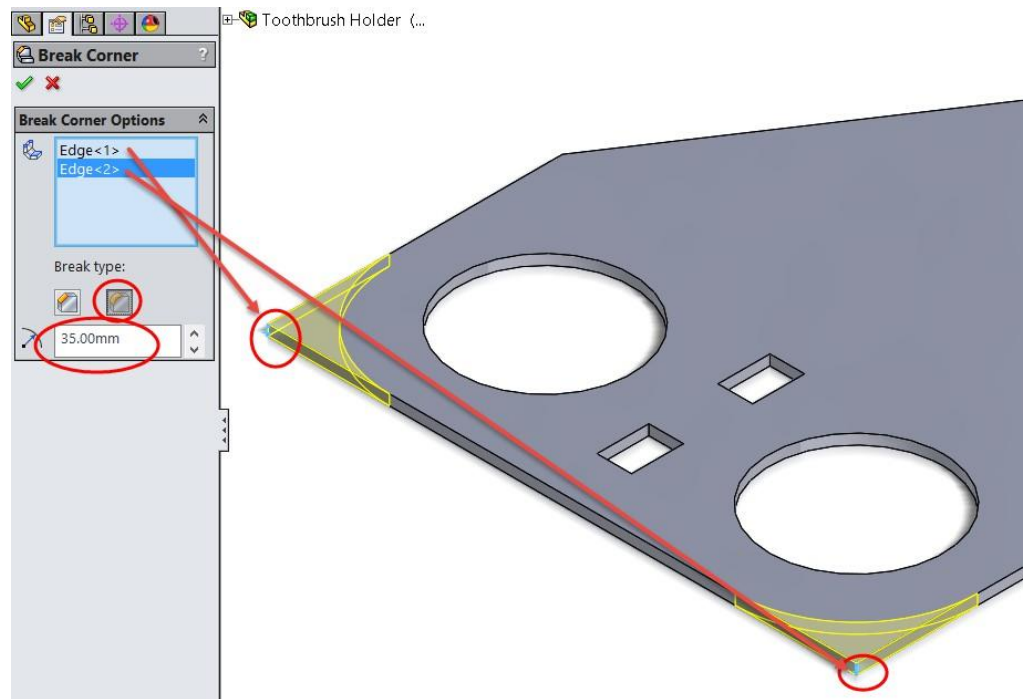 Toothbrush Holder (...
Break Corner ?
Break Corner Options
Edge<1>
Edge<2>
Break type:
35.00mm